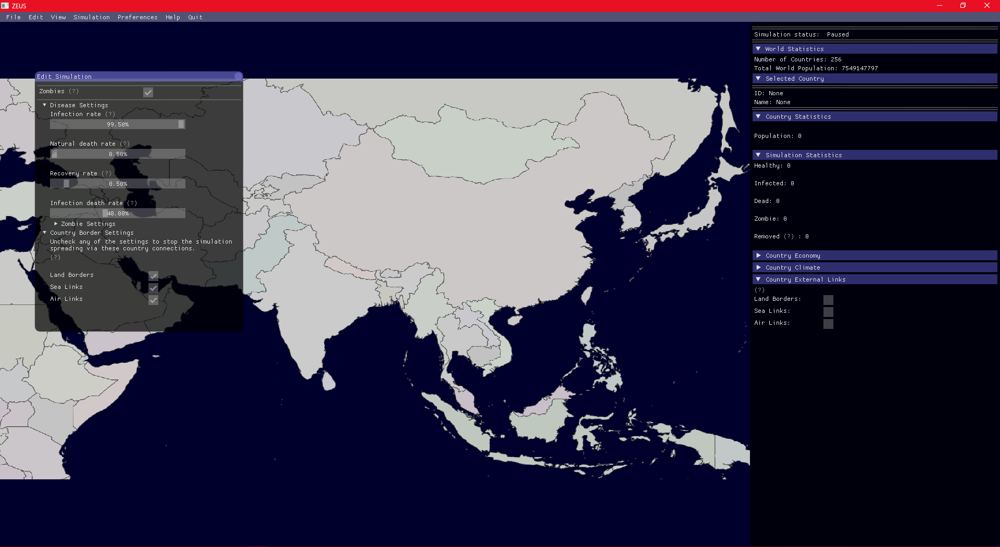 ZEUS
File Edit View Simulation Preferences Help Quit
Edit Simulation
Zombies (?)
Disease Settings
Infection rate (?)
99.50%
Natural death rate (?)
0.50%
Recovery rate (?)
0.50%
Infection death rate (?)
40.00%
Zombie Settings
Country Border Settings
Uncheck any of the settings to stop the simulation
spreading via these country connections.
(?)
Land Borders
Sea Links
Air Links
Simulation status: Paused
World Statistics
Number of Countries: 256
Total World Population: 7549147797
Selected Country
ID: None
Name: None
Country Statistics
Population: 0
Simulation Statistics
Healthy: 0
Infected: 0
Dead: 0
Zombie: 0
Removed (?) : 0
Country Economy
Country Climate
Country External Links
(?)
Land Borders:
Sea Links:
Air Links: